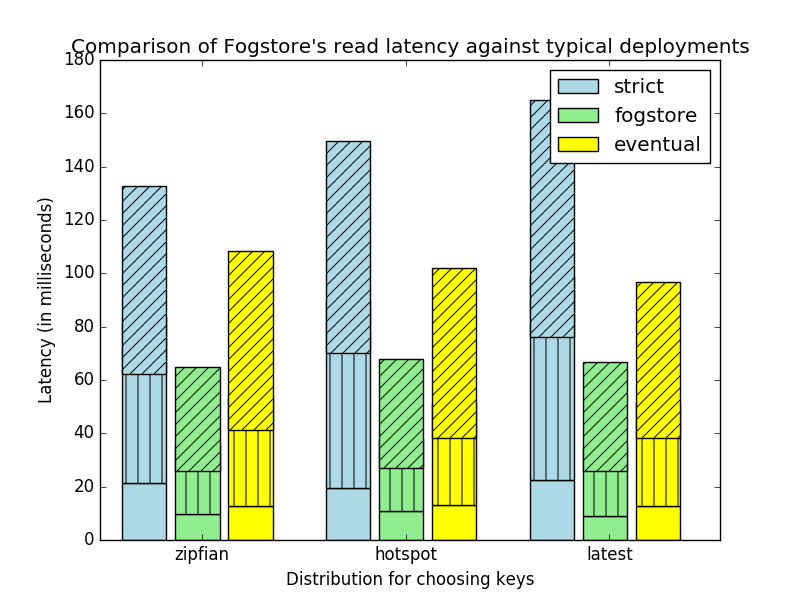 Comparison of Fogstore's read latency against typical deployments
strict
fogstore
eventual
Latency (in milliseconds)
180
160
140
120
100
80
60
40
20
0
zipfian
hotspot
latest
Distribution for choosing keys